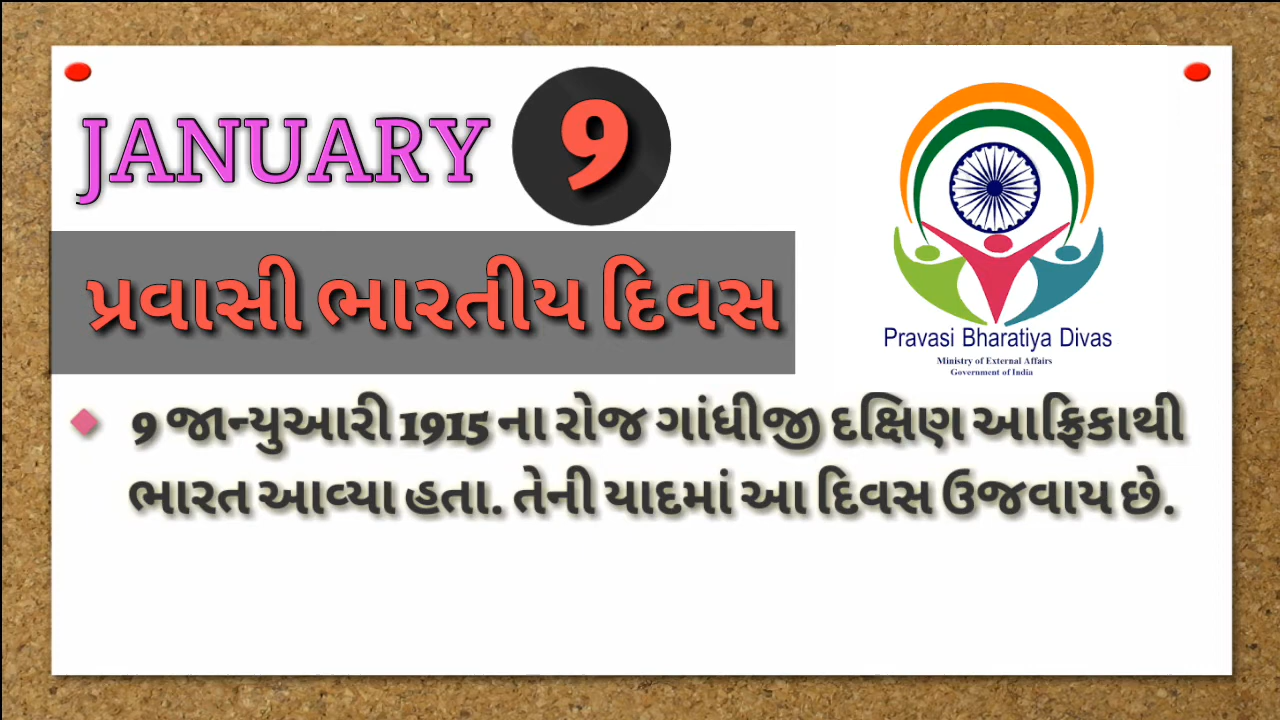 JANUARY 9
પ્રવાસી ભારતીય દિવસ
Pravasi Bharatiya Divas
Ministry of External Affairs
Government of India
9 જાન્યુઆરી 1915 ના રોજ ગાંધીજી દક્ષિણ આફ્રિકાથી
ભારત આવ્યા હતા. તેની યાદમાં આ દિવસ ઉજવાય છે.